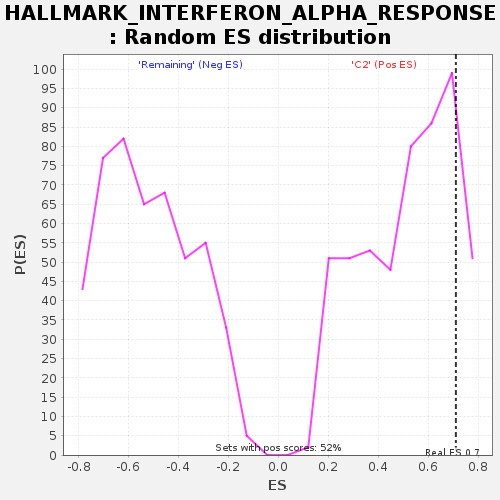 HALLMARK_INTERFERON_ALPHA_RESPONSE
: Random ES distribution
'Remaining' (Neg ES)
'C2' (Pos ES)
100
95
90
85
80
75
70
65
60
55
50
45
40
35
30
25
20
15
10
5
0
P(ES)
Sets with pos scores: 52%
Real ES 0.7
-0.8 -0.6 -0.4 -0.2 0.0 0.2 0.4 0.6 0.8
ES